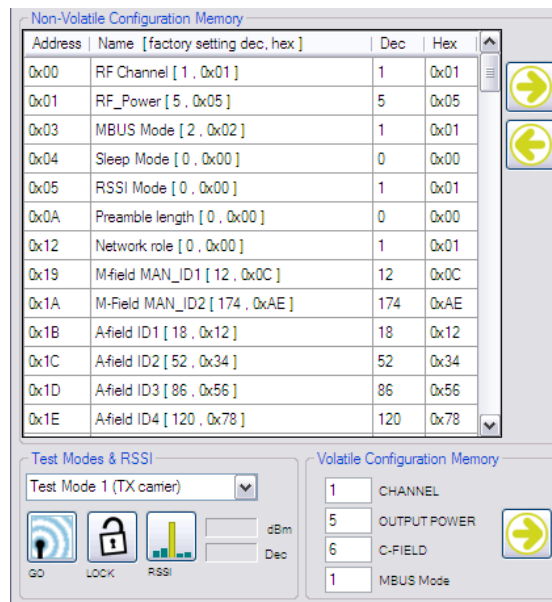 Non-Volatile Configuration Memory
Address Name [factory setting dec, hex ] Dec Hex
0x00 RF Channel [ 1 , 0x01 ] 1 0x01
0x01 RF_Power [ 5 , 0x05 ] 5 0x05
0x03 MBUS Mode [ 2 , 0x02 ] 1 0x01
0x04 Sleep Mode [ 0 , 0x00 ] 0 0x00
0x05 RSSI Mode [ 0 , 0x00 ] 1 0x01
0x0A Preamble length [ 0 , 0x00 ] 0 0x00
0x12 Network role [ 0 , 0x00 ] 1 0x01
0x19 M-field MAN_ID1 [ 12 , 0x0C ] 12 0x0C
0x1A M-Field MAN_ID2 [ 174 , 0xAE ] 174 0xAE
0x1B A-field ID1 [ 18 , 0x12 ] 18 0x12
0x1C A-field ID2 [ 52 , 0x34 ] 52 0x34
0x1D A-field ID3 [ 86 , 0x56 ] 86 0x56
0x1E A-field ID4 [ 120 , 0x78 ] 120 0x78
Test Modes & RSSI
Test Mode 1 (TX carrier)
dBm
Dec
GO LOCK RSSI
Volatile Configuration Memory
1 CHANNEL
5 OUTPUT POWER
6 C-FIELD
1 MBUS Mode